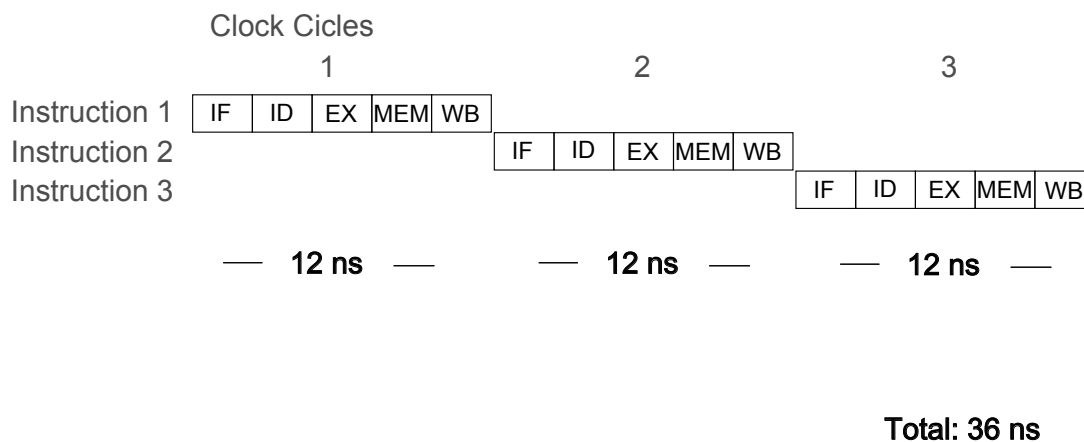 Clock Cicles
1 2 3
Instruction 1 IF ID EX MEM WB
Instruction 2 IF ID EX MEM WB
Instruction 3 IF ID EX MEM WB
12 ns 12 ns 12 ns
Total: 36 ns